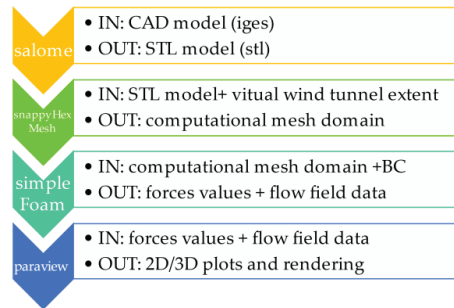 salome
• IN: CAD model (iges)
• OUT: STL model (stl)
snappyHex
Mesh
• IN: STL model+ vitual wind tunnel extent
• OUT: computational mesh domain
simple
Foam
• IN: computational mesh domain +BC
• OUT: forces values + flow field data
paraview
• IN: forces values + flow field data
• OUT: 2D/3D plots and rendering